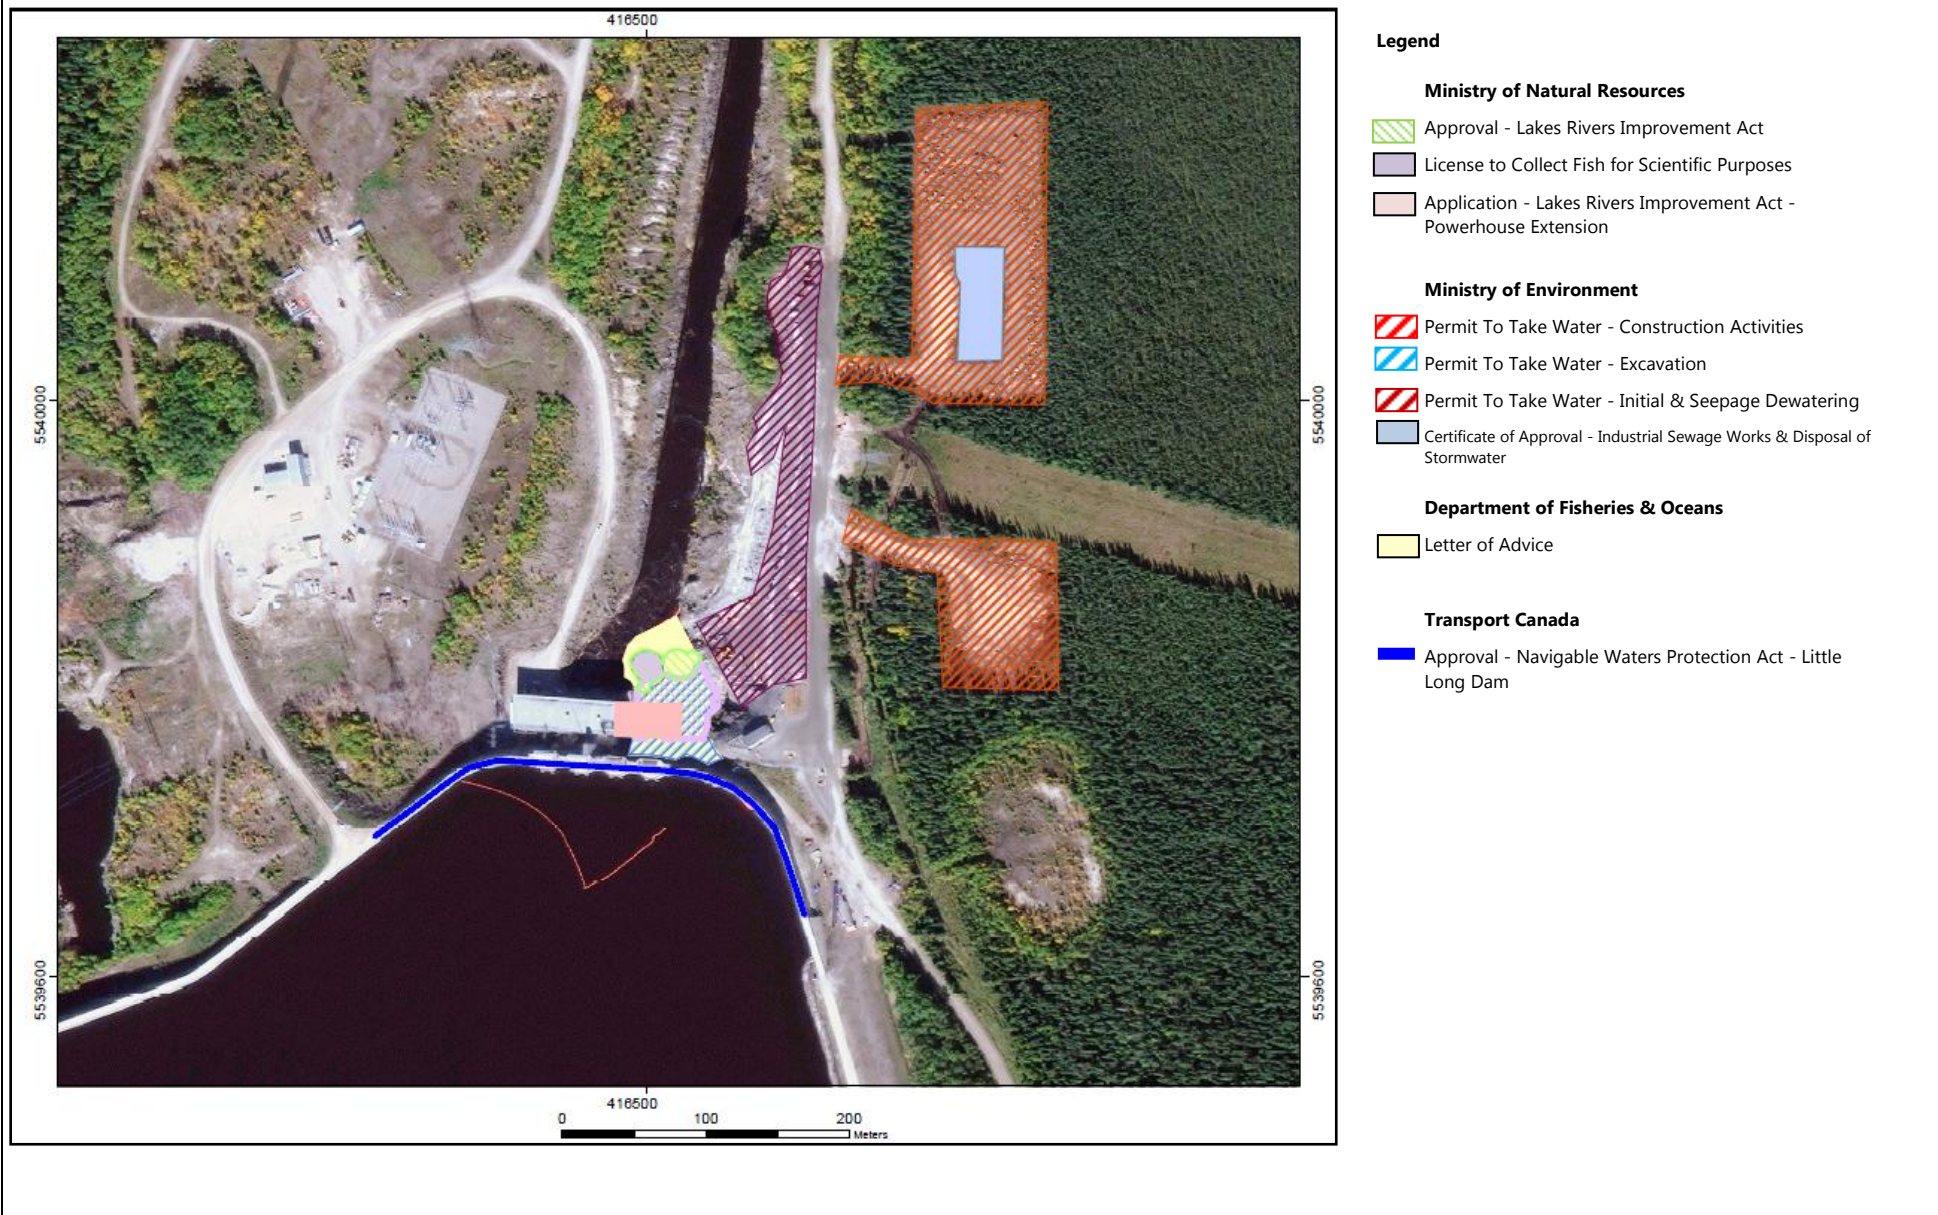 416500
5540000
5540000
5539600
5539600
416500
0 100 200
Meters
Legend
Ministry of Natural Resources
Approval - Lakes Rivers Improvement Act
License to Collect Fish for Scientific Purposes
Application - Lakes Rivers Improvement Act -
Powerhouse Extension
Ministry of Environment
Permit To Take Water - Construction Activities
Permit To Take Water - Excavation
Permit To Take Water - Initial & Seepage Dewatering
Certificate of Approval - Industrial Sewage Works & Disposal of
Stormwater
Department of Fisheries & Oceans
Letter of Advice
Transport Canada
Approval - Navigable Waters Protection Act - Little
Long Dam